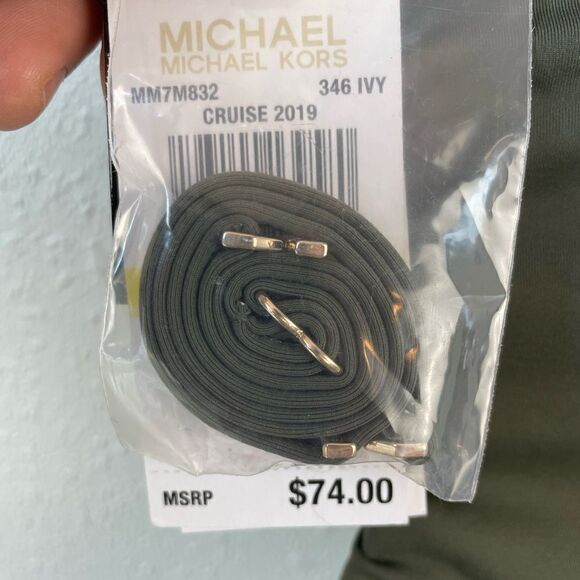 MICHAEL
MICHAEL KORS
MM7M832 346 IVY
CRUISE 2019
MSRP $74.00